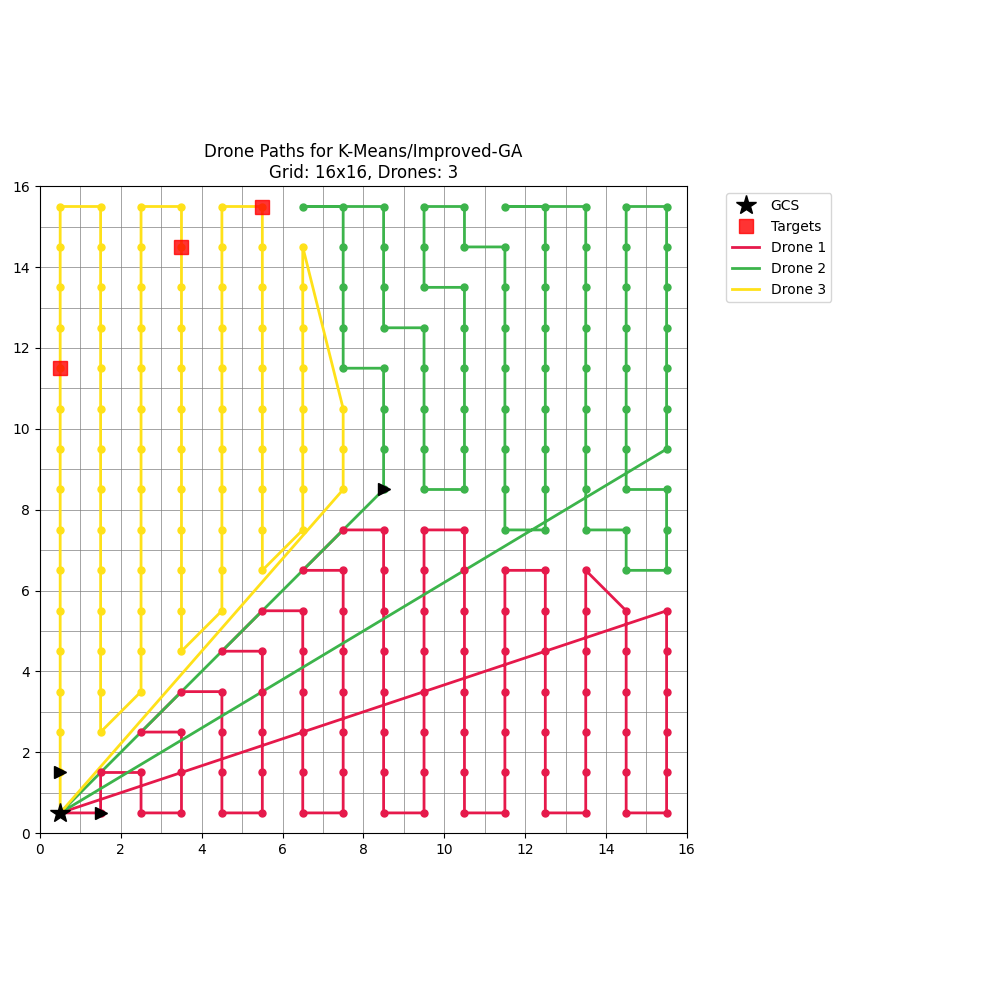 Drone Paths for K-Means/Improved-GA
Grid: 16x16, Drones: 3
GCS
Targets
Drone 1
Drone 2
Drone 3
16
14
12
10
8
6
4
2
0
0 2 4 6 8 10 12 14 16